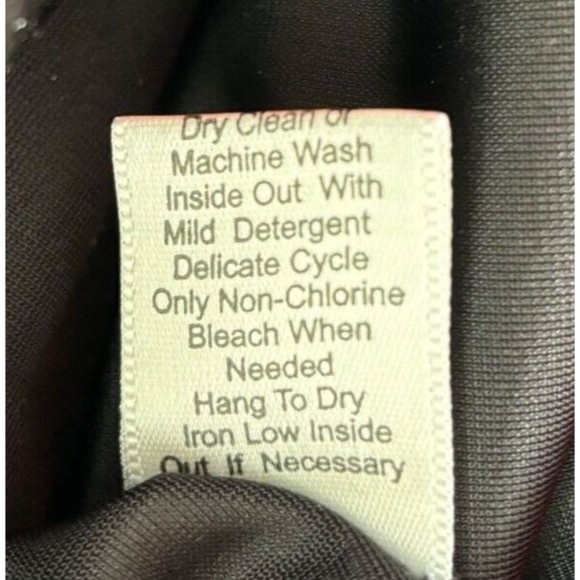 Dry Clean or
Machine Wash
Inside Out With
Mild Detergent
Delicate Cycle
Only Non-Chlorine
Bleach When
Needed
Hang To Dry
Iron Low Inside
Out If Necessary